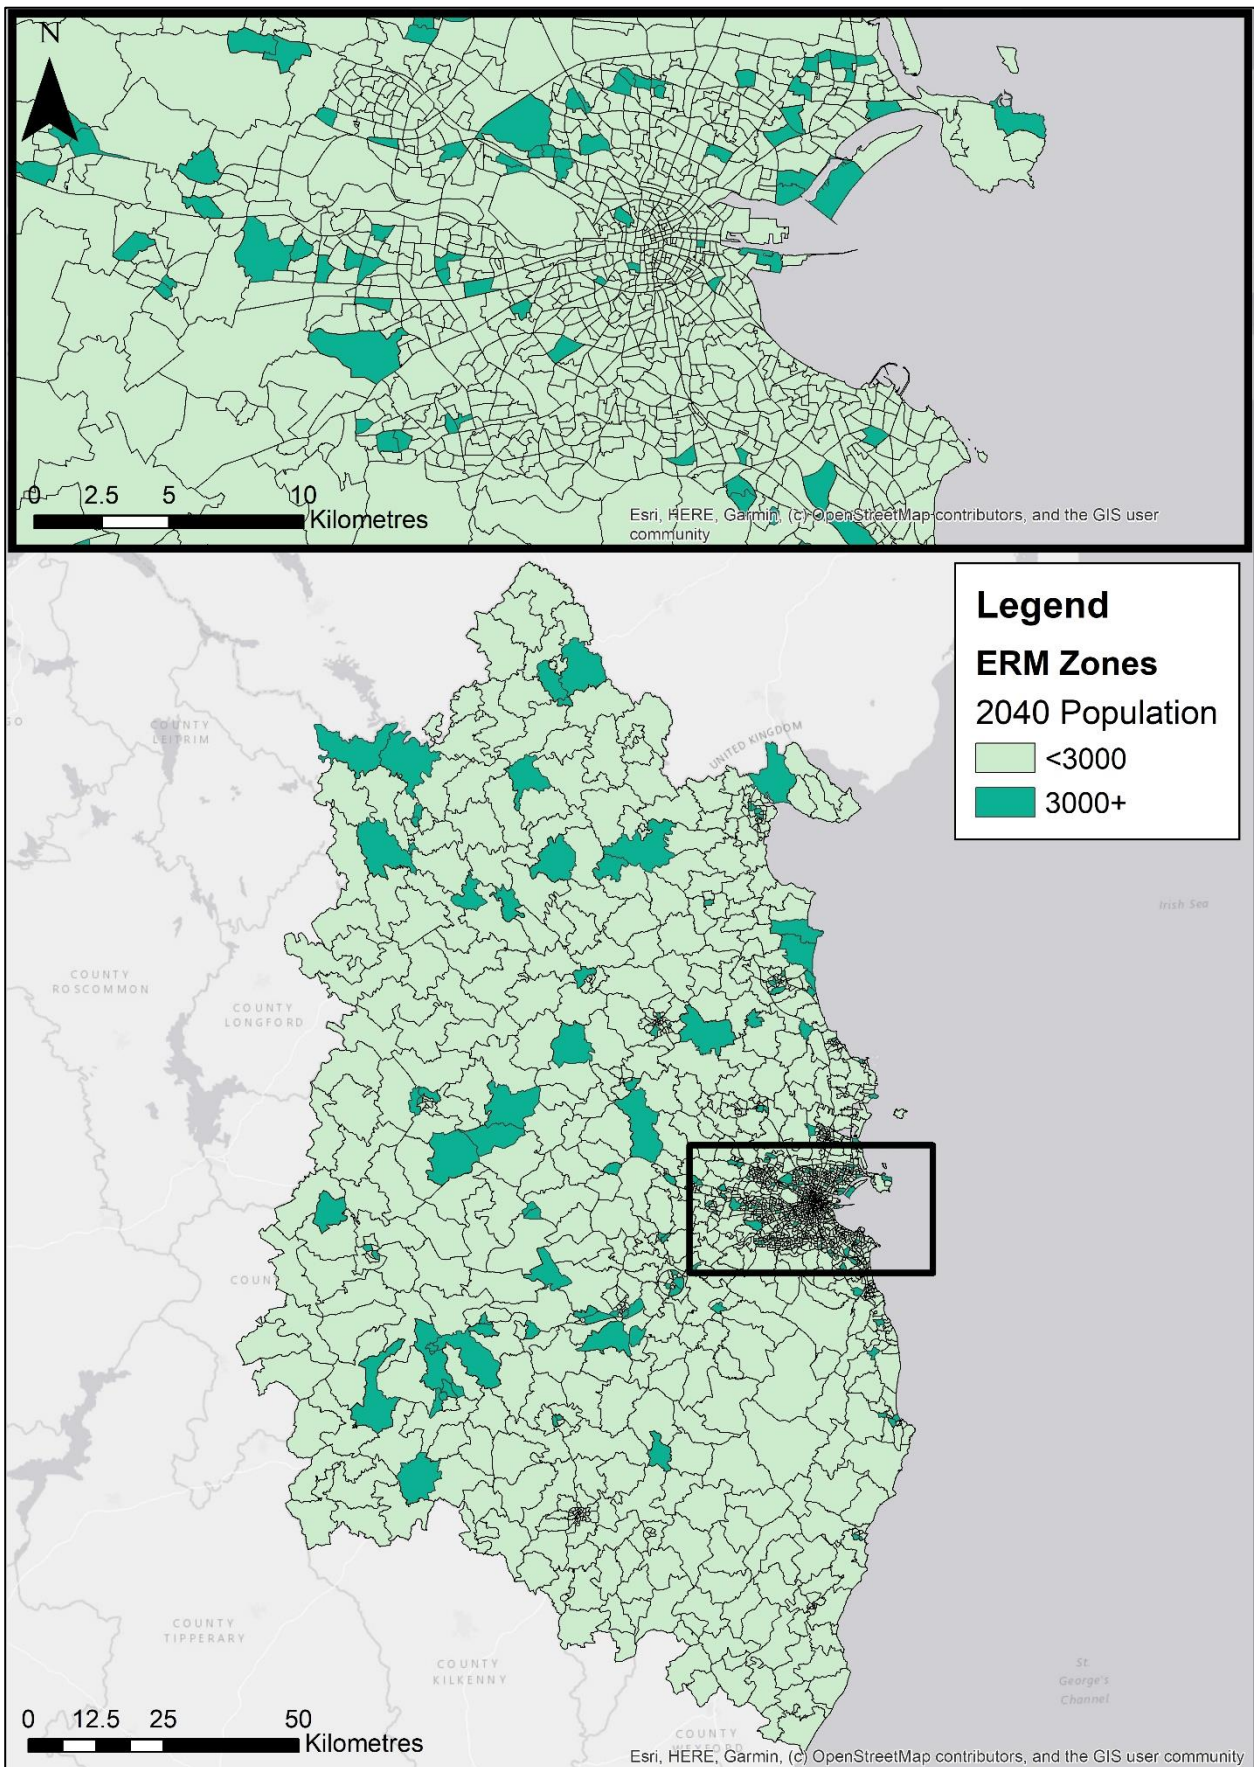 N
0 2.5 5 10
Kilometres
Esri, HERE, Garmin, (c) OpenStreetMap contributors, and the GIS user
community
Legend
ERM Zones
2040 Population
<3000
3000+
COUNTY
LEITRIM
UNITED KINGDOM
Irish Sea
COUNTY
ROSCOMMON
COUNTY
LONGFORD
COUN
COUNTY
TIPPERARY
COUNTY
KILKENNY
St.
George's
Channel
COUNTY
WEXFORD
0 12.5 25 50
Kilometres
Esri, HERE, Garmin, (c) OpenStreetMap contributors, and the GIS user community